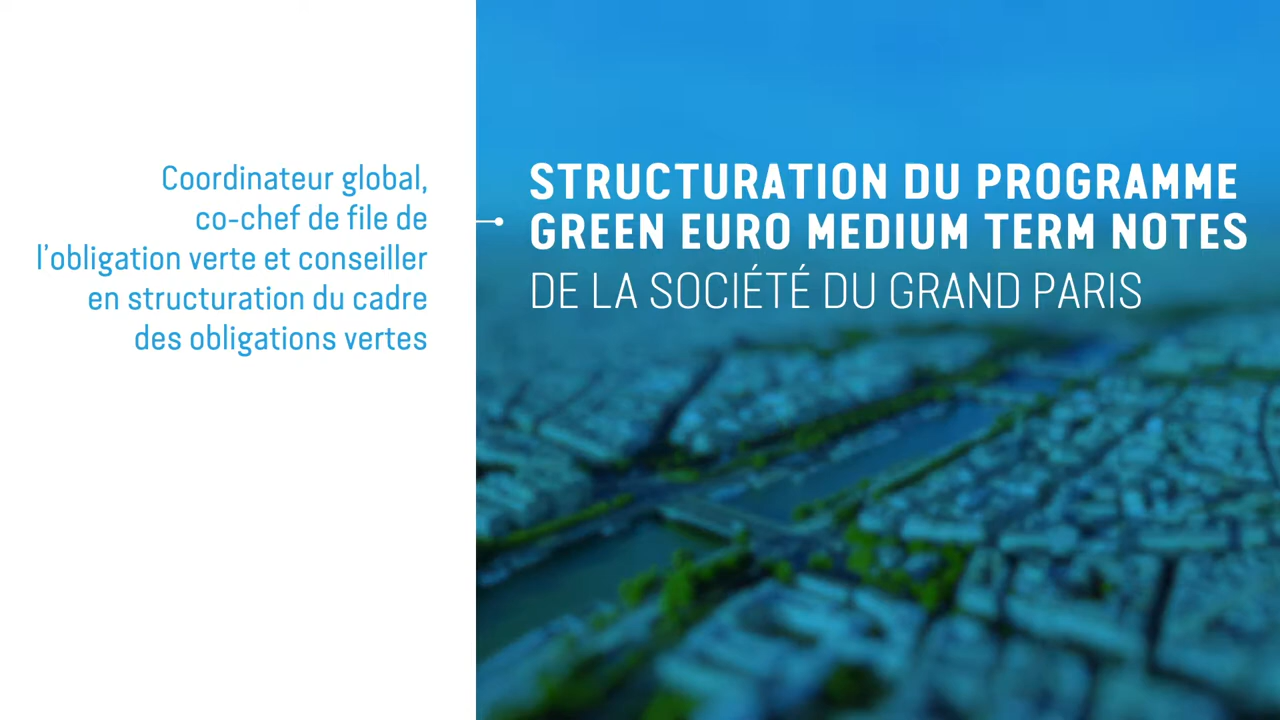 Coordinateur global,
co-chef de file de
l'obligation verte et conseiller
en structuration du cadre
des obligations vertes
STRUCTURATION DU PROGRAMME
GREEN EURO MEDIUM TERM NOTES
DE LA SOCIÉTÉ DU GRAND PARIS